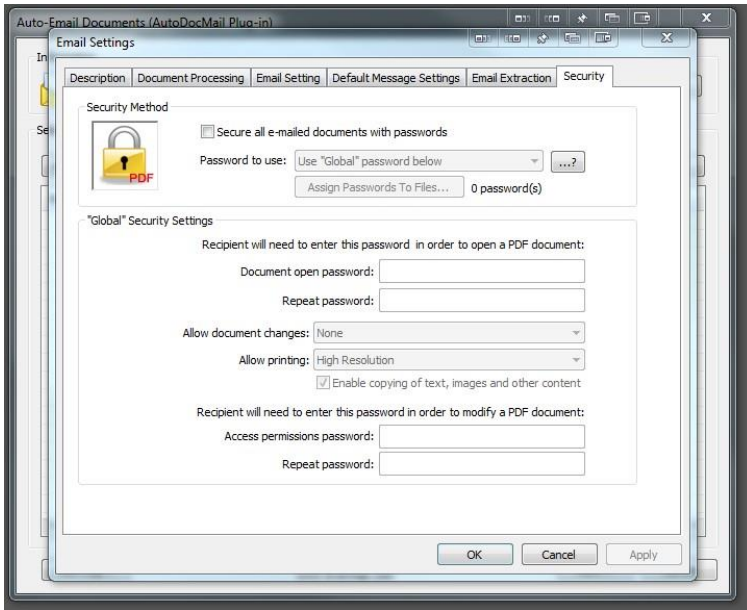 Auto-Email Documents (AutoDocMail Plug-in)
X
Email Settings
X
In
Description Document Processing Email Setting Default Message Settings Email Extraction Security
Security Method
Secure all e-mailed documents with passwords
Se
PDF
Password to use: Use "Global" password below ...?
Assign Passwords To Files... 0 password(s)
"Global" Security Settings
Recipient will need to enter this password in order to open a PDF document:
Document open password:
Repeat password:
Allow document changes: None
Allow printing: High Resolution
Enable copying of text, images and other content
Recipient will need to enter this password in order to modify a PDF document:
Access permissions password:
Repeat password:
OK Cancel Apply